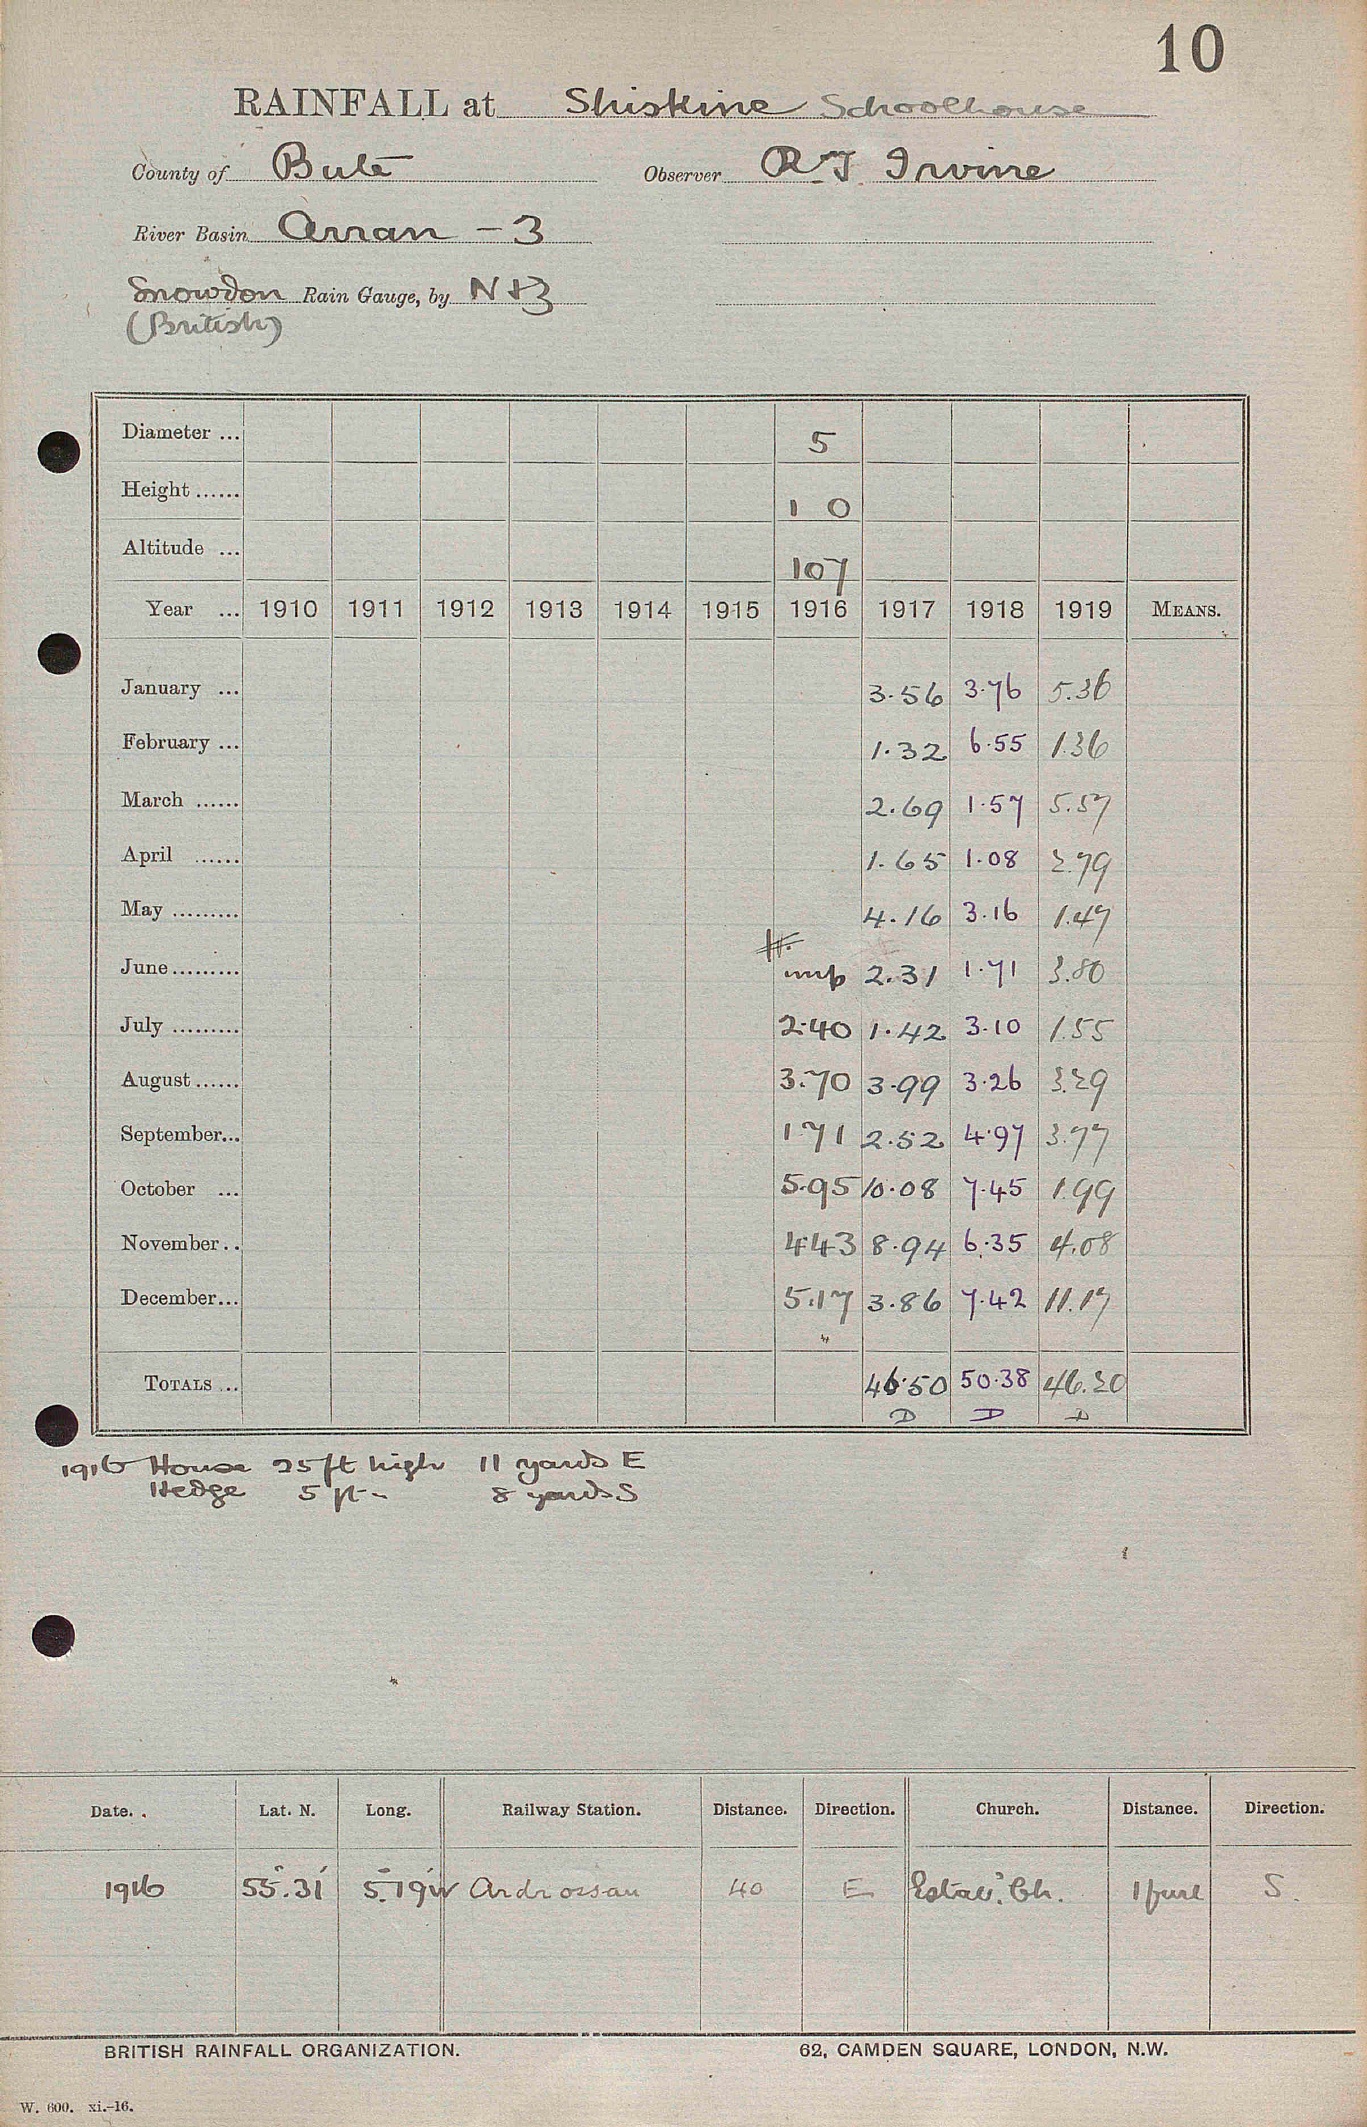 10
RAINFALL at Shiskine Schoolhouse
County of Bute Observer R T Irvine
River Basin Arran - 3
Snowdon Rain Gauge, by N+Z
(British)
Diameter ... 5
Height ...... 1 0
Altitude ... 107
Year ... 1910 1911 1912 1913 1914 1915 1916 1917 1918 1919 MEANS.
January ... 3.56 3.76 5.36
February ... 1.32 6.55 1.36
March ...... 2.69 1.57 5.57
April ...... 1.65 1.08 2.79
May ......... 4.16 3.16 1.47
June ......... imp 2.31 1.71 3.80
July ......... 2.40 1.42 3.10 1.55
August ...... 3.70 3.99 3.26 3.29
September ... 1.71 2.52 4.97 3.77
October ... 5.95 10.08 7.45 1.99
November .. 4.43 8.94 6.35 4.08
December ... 5.17 3.86 7.42 11.17
TOTALS ... 46.50 50.38 46.20
D D D
1916 House 25 ft high 11 yards E
Hedge 5 ft - 8 yards S
Date. . Lat. N. Long. Railway Station. Distance. Direction. Church. Distance. Direction.
1916 55°.31' 5°.19'W Ardrossan 40 E Estab. Ch. 1 furl S.
BRITISH RAINFALL ORGANIZATION. 62, CAMDEN SQUARE, LONDON, N.W.
W. 600. xi.-16.